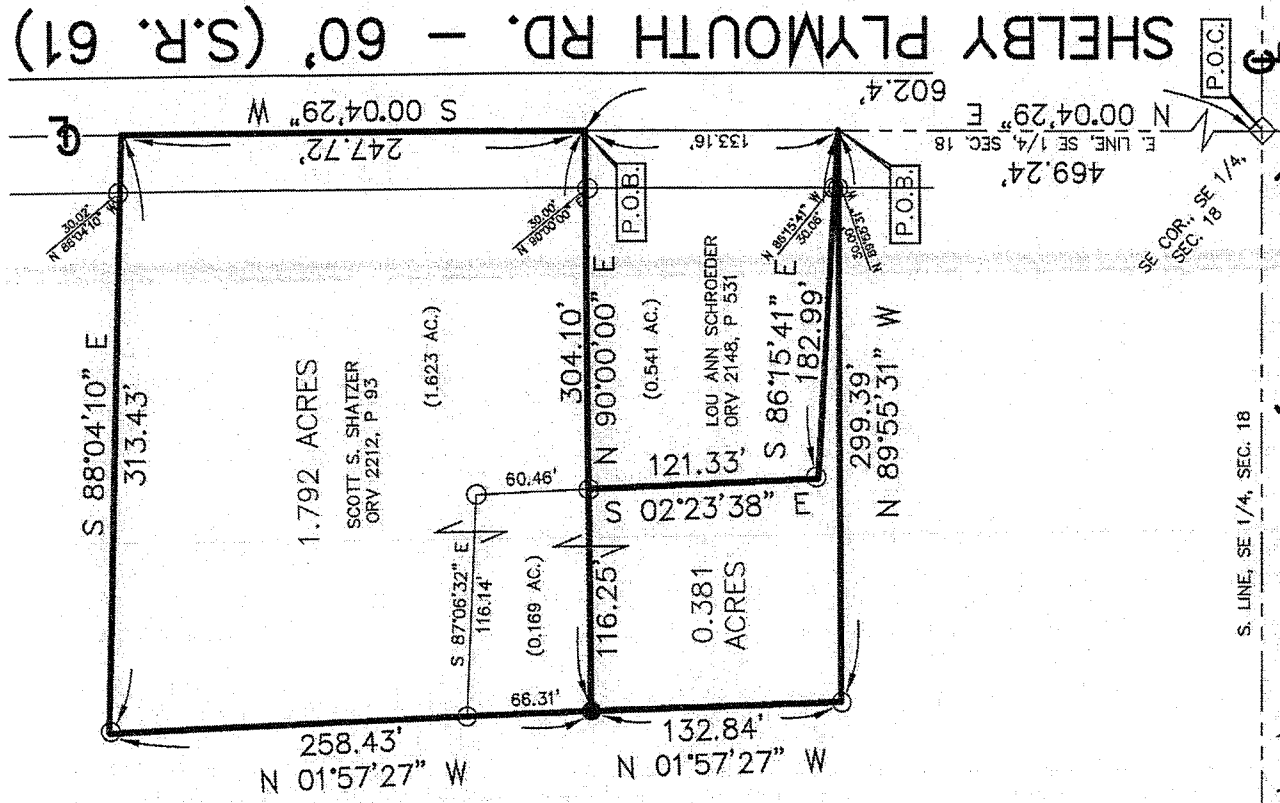 SHELBY PLYMOUTH RD. - 60' (S.R. 61)
P.O.C.
602.4'
S 00°04'29" W
247.72'
133.16'
N 00°04'29" E
E. LINE, SE 1/4, SEC. 18
469.24'
SE COR., SE 1/4,
SEC. 18
P.O.B.
P.O.B.
30.02'
N 88°04'10" W
30.00'
N 90°00'00" E
N 86°15'41" W
30.06'
30.00'
N 89°55'31" W
S 88°04'10" E
313.43'
1.792 ACRES
SCOTT S. SHATZER
ORV 2212, P 93
(1.623 AC.)
304.10'
N 90°00'00" E
(0.541 AC.)
LOU ANN SCHROEDER
ORV 2148, P 531
S 86°15'41" E
182.99'
299.39'
N 89°55'31" W
60.46'
121.33'
S 02°23'38" E
S 87°06'32" E
116.14'
(0.169 AC.)
116.25'
0.381
ACRES
66.31'
258.43'
N 01°57'27" W
132.84'
N 01°57'27" W
S. LINE, SE 1/4, SEC. 18